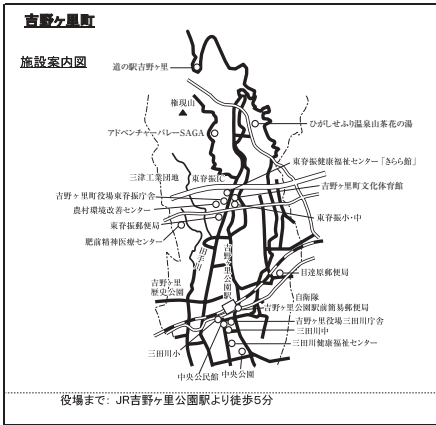 吉野ヶ里町
施設案内図
道の駅吉野ヶ里
権現山
アドベンチャーバレーSAGA
ひがしせふり温泉山茶花の湯
東脊振健康福祉センター「きらら館」
三津工業団地
東脊振IC
吉野ヶ里町文化体育館
吉野ヶ里町役場東脊振庁舎
農村環境改善センター
東脊振小・中
東脊振郵便局
肥前精神医療センター
田手川
吉野ヶ里公園駅
目達原郵便局
吉野ヶ里
歴史公園
自衛隊
吉野ヶ里公園駅前簡易郵便局
吉野ヶ里役場三田川庁舎
三田川中
三田川小
三田川健康福祉センター
中央公民館
中央公園
役場まで: JR吉野ヶ里公園駅より徒歩5分